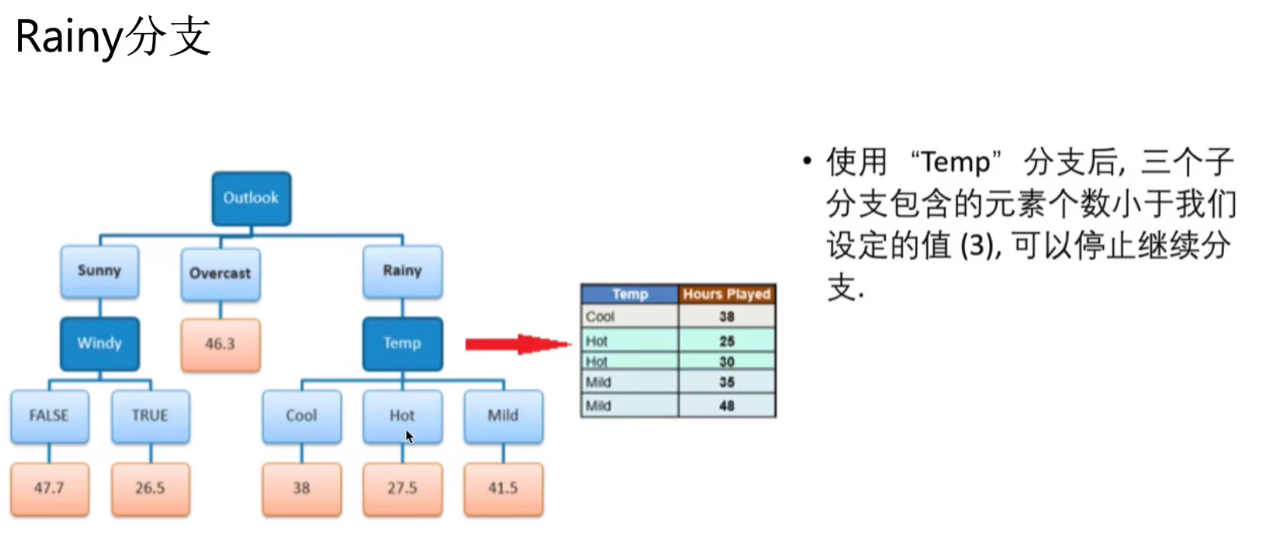 Rainy分支
Outlook
Sunny
Overcast
Rainy
Windy
46.3
Temp
FALSE
TRUE
Cool
Hot
Mild
47.7
26.5
38
27.5
41.5
Temp Hours Played
Cool 38
Hot 25
Hot 30
Mild 35
Mild 48
• 使用 “Temp” 分支后, 三个子
分支包含的元素个数小于我们
设定的值 (3), 可以停止继续分
支.